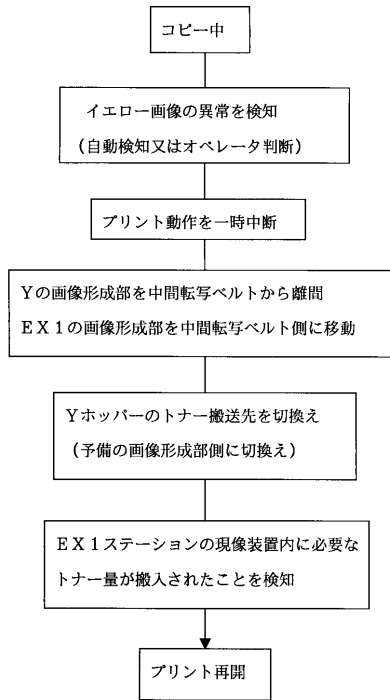 コピー中
イエロー画像の異常を検知
(自動検知又はオペレータ判断)
プリント動作を一時中断
Yの画像形成部を中間転写ベルトから離間
EX1の画像形成部を中間転写ベルト側に移動
Yホッパーのトナー搬送先を切換え
(予備の画像形成部側に切換え)
EX1ステーションの現像装置内に必要な
トナー量が搬入されたことを検知
プリント再開